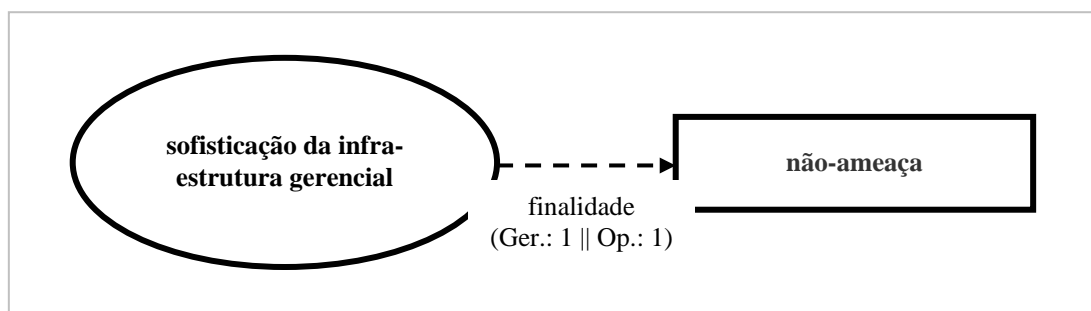 sofisticação da infra-
estrutura gerencial
não-ameaça
finalidade
(Ger.: 1 || Op.: 1)